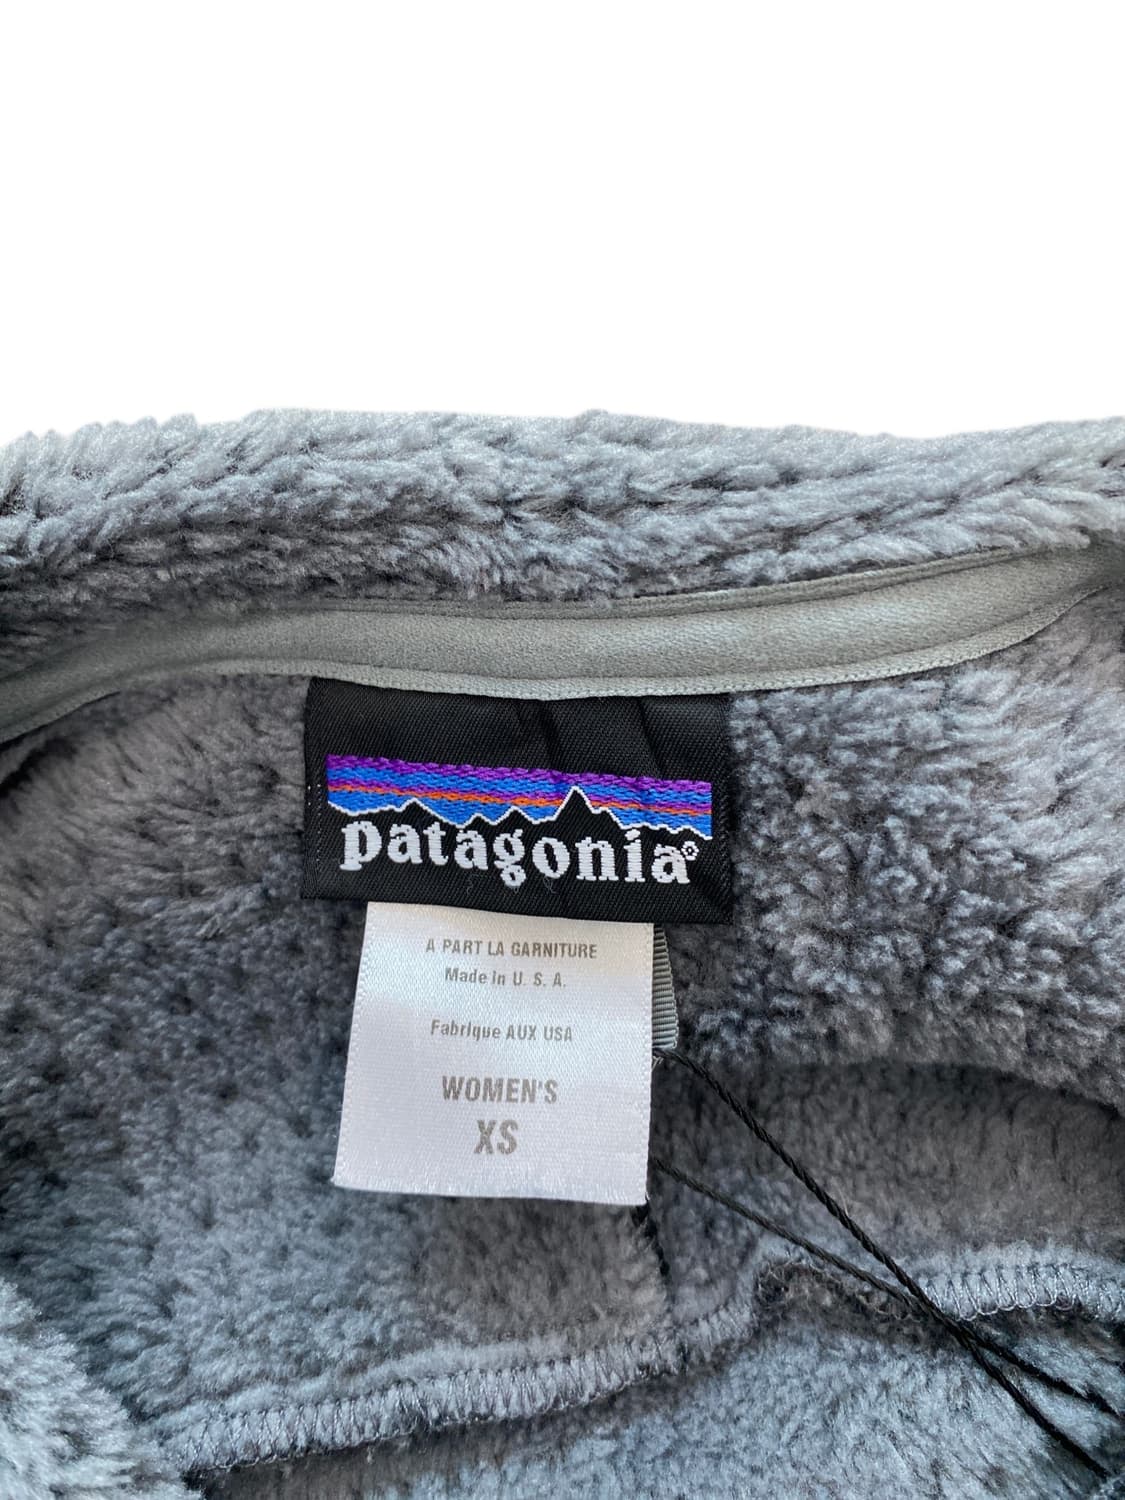 patagonia®
A PART LA GARNITURE
Made in U. S. A.
Fabrique AUX USA
WOMEN'S
XS